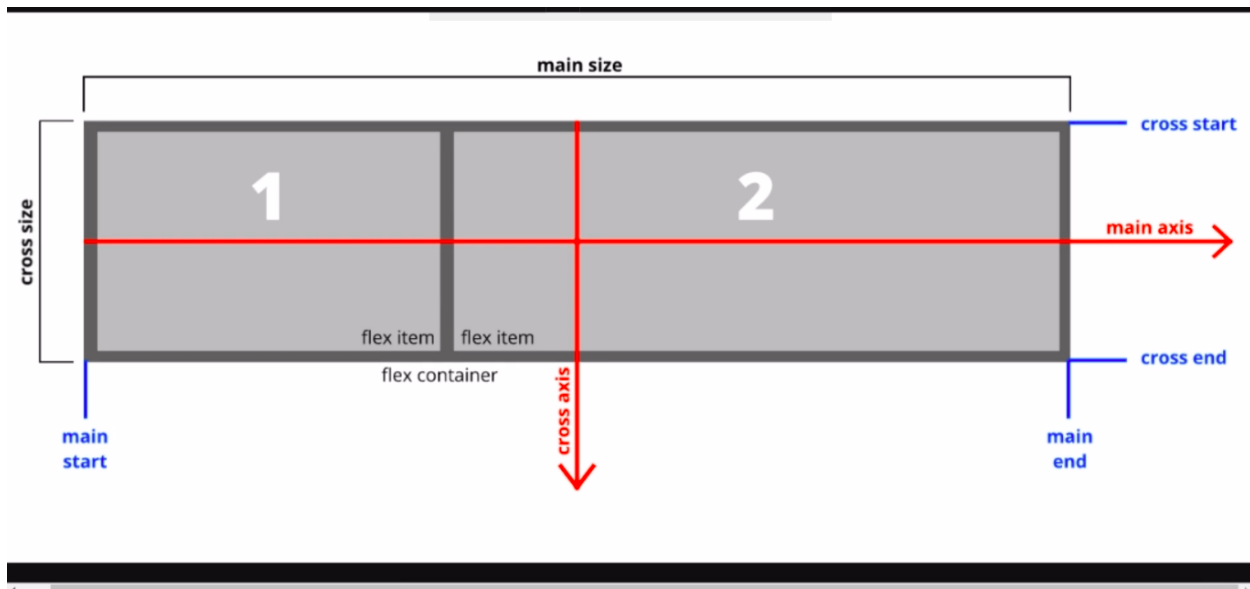 main size
cross start
1
2
cross size
main axis
flex item
flex item
cross end
flex container
cross axis
main
start
main
end